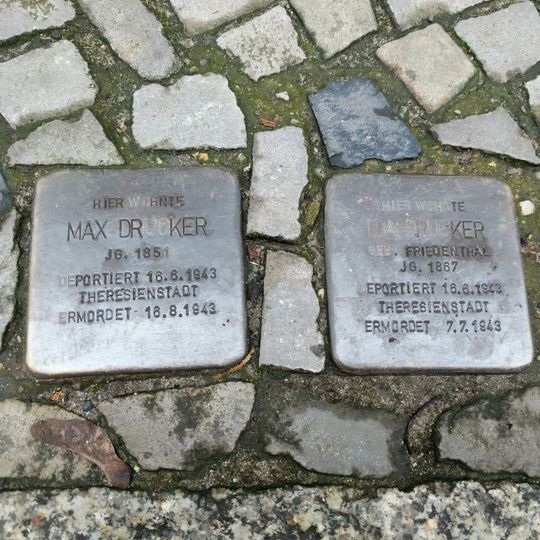 HIER WOHNTE
MAX DRUCKER
JG. 1851
DEPORTIERT 16.6.1943
THERESIENSTADT
ERMORDET 16.9.1943
HIER WOHNTE
IDA DRUCKER
GEB. FRIEDENTHAL
JG. 1867
DEPORTIERT 16.6.1943
THERESIENSTADT
ERMORDET 7.7.1943